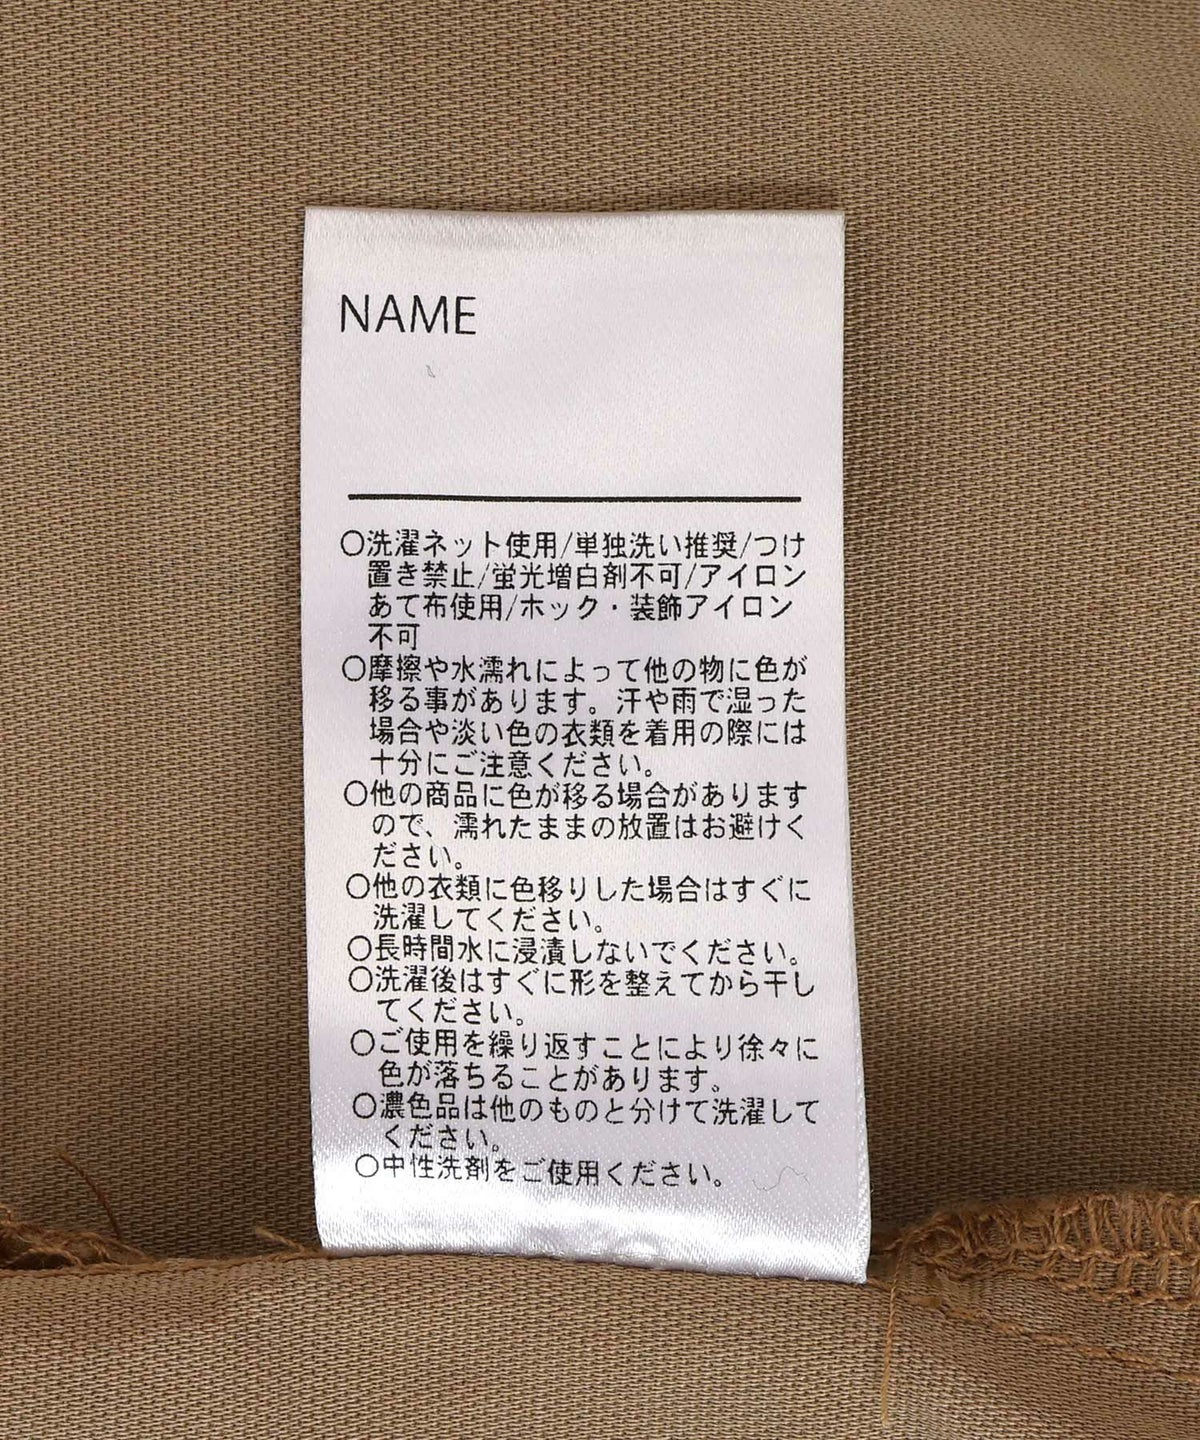 NAME
○洗濯ネット使用/単独洗い推奨/つけ
置き禁止/蛍光増白剤不可/アイロン
あて布使用/ホック・装飾アイロン
不可
○摩擦や水濡れによって他の物に色が
移る事があります。汗や雨で湿った
場合や淡い色の衣類を着用の際には
十分にご注意ください。
○他の商品に色が移る場合があります
ので、濡れたままの放置はお避けく
ださい。
○他の衣類に色移りした場合はすぐに
洗濯してください。
○長時間水に浸漬しないでください。
○洗濯後はすぐに形を整えてから干し
てください。
○ご使用を繰り返すことにより徐々に
色が落ちることがあります。
○濃色品は他のものと分けて洗濯して
ください。
○中性洗剤をご使用ください。